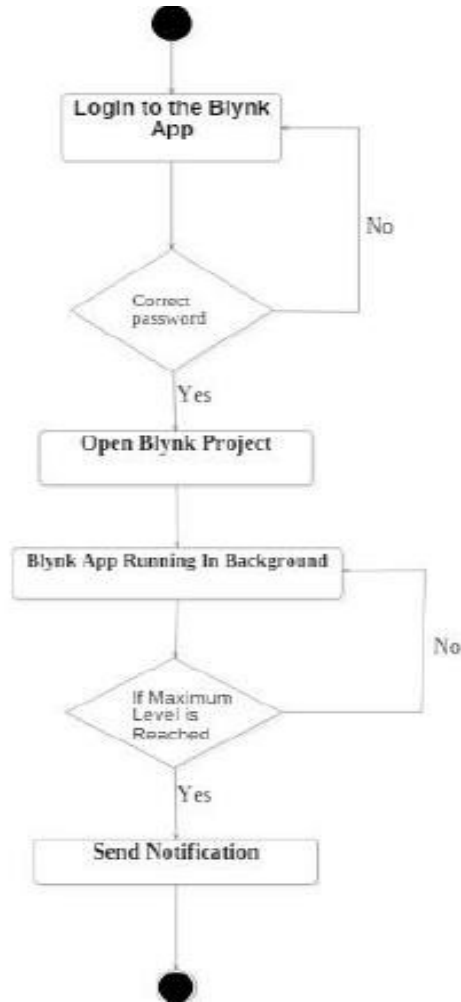 Login to the Blynk
App
No
Correct
password
Yes
Open Blynk Project
Blynk App Running In Background
No
If Maximum
Level is
Reached
Yes
Send Notification